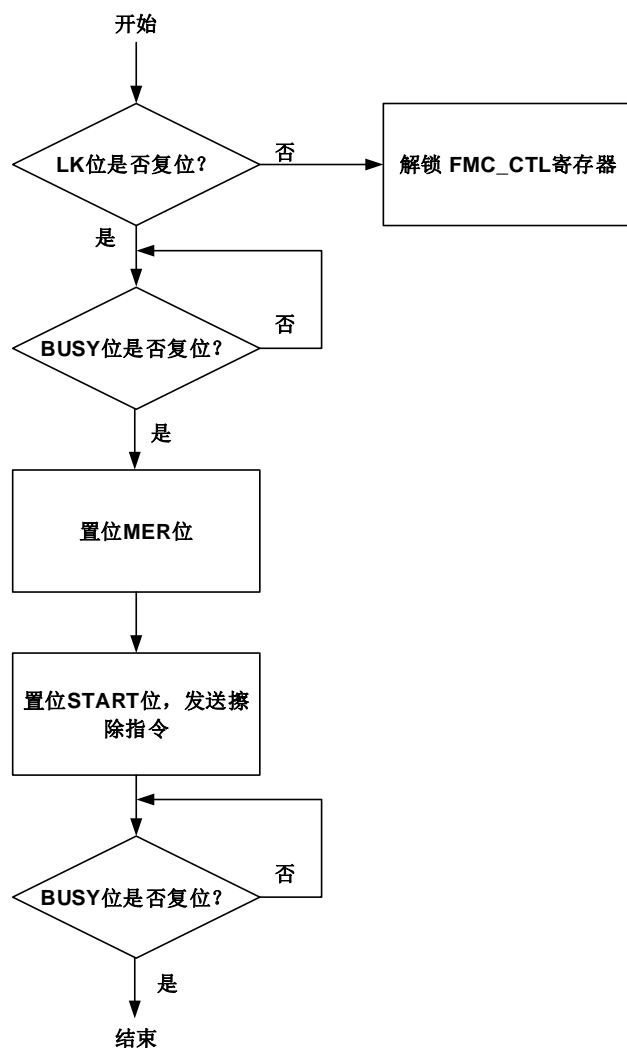 开始
LK位是否复位？
否
解锁 FMC_CTL寄存器
是
BUSY位是否复位？
否
是
置位MER位
置位START位，发送擦
除指令
BUSY位是否复位？
否
是
结束